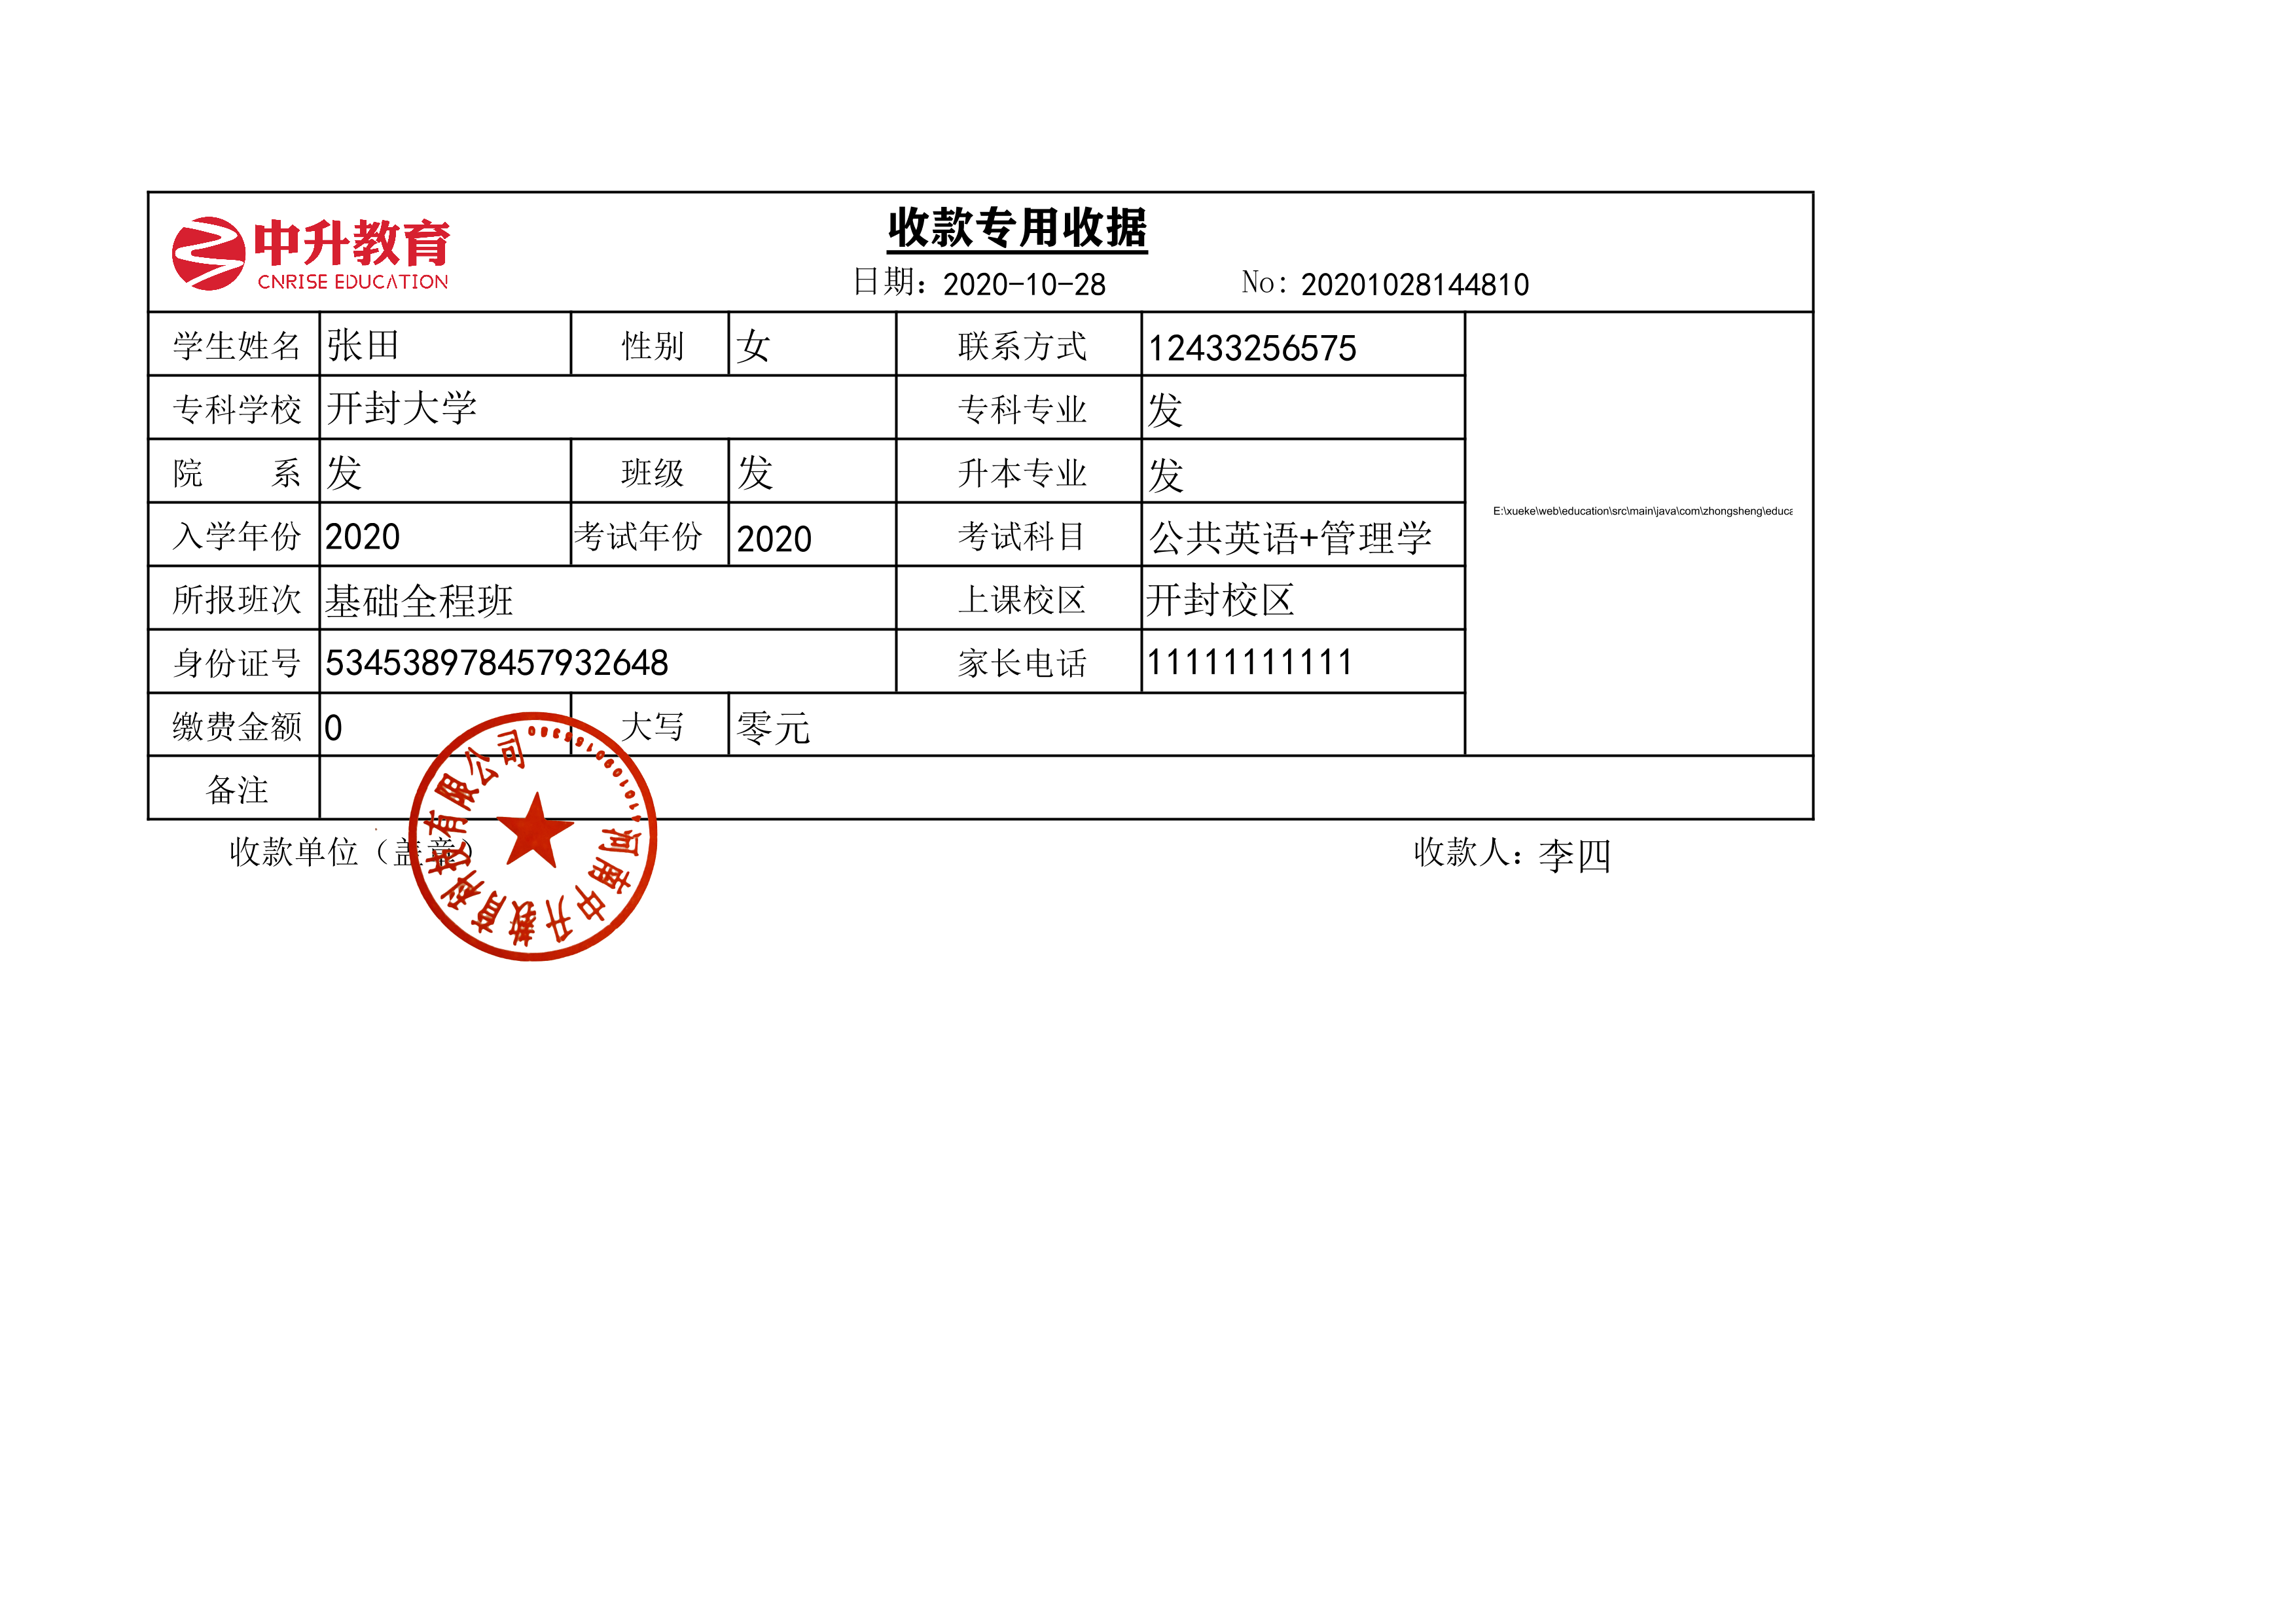 中升教育
CNRISE EDUCATION
收款专用收据
日期：2020-10-28 No：20201028144810
学生姓名 张田 性别 女 联系方式 12433256575
专科学校 开封大学 专科专业 发
院 系 发 班级 发 升本专业 发
E:\xueke\web\education\src\main\java\com\zhongsheng\educa
入学年份 2020 考试年份 2020 考试科目 公共英语+管理学
所报班次 基础全程班 上课校区 开封校区
身份证号 534538978457932648 家长电话 11111111111
缴费金额 0 大写 零元
备注
收款单位（盖章） 收款人：李四
河南中升教育科技有限公司